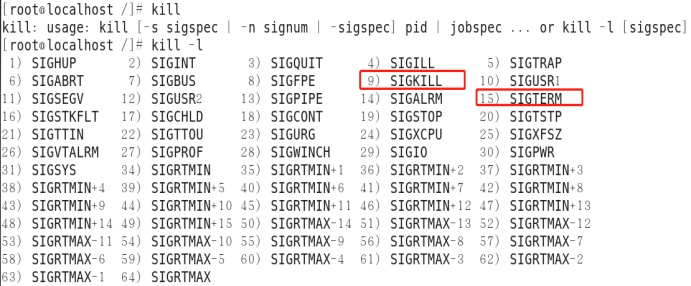 [root@localhost /]# kill
kill: usage: kill [-s sigspec | -n signum | -sigspec] pid | jobspec ... or kill -l [sigspec]
[root@localhost /]# kill -l
1) SIGHUP 2) SIGINT 3) SIGQUIT 4) SIGILL 5) SIGTRAP
6) SIGABRT 7) SIGBUS 8) SIGFPE 9) SIGKILL 10) SIGUSR1
11) SIGSEGV 12) SIGUSR2 13) SIGPIPE 14) SIGALRM 15) SIGTERM
16) SIGSTKFLT 17) SIGCHLD 18) SIGCONT 19) SIGSTOP 20) SIGTSTP
21) SIGTTIN 22) SIGTTOU 23) SIGURG 24) SIGXCPU 25) SIGXFSZ
26) SIGVTALRM 27) SIGPROF 28) SIGWINCH 29) SIGIO 30) SIGPWR
31) SIGSYS 34) SIGRTMIN 35) SIGRTMIN+1 36) SIGRTMIN+2 37) SIGRTMIN+3
38) SIGRTMIN+4 39) SIGRTMIN+5 40) SIGRTMIN+6 41) SIGRTMIN+7 42) SIGRTMIN+8
43) SIGRTMIN+9 44) SIGRTMIN+10 45) SIGRTMIN+11 46) SIGRTMIN+12 47) SIGRTMIN+13
48) SIGRTMIN+14 49) SIGRTMIN+15 50) SIGRTMAX-14 51) SIGRTMAX-13 52) SIGRTMAX-12
53) SIGRTMAX-11 54) SIGRTMAX-10 55) SIGRTMAX-9 56) SIGRTMAX-8 57) SIGRTMAX-7
58) SIGRTMAX-6 59) SIGRTMAX-5 60) SIGRTMAX-4 61) SIGRTMAX-3 62) SIGRTMAX-2
63) SIGRTMAX-1 64) SIGRTMAX